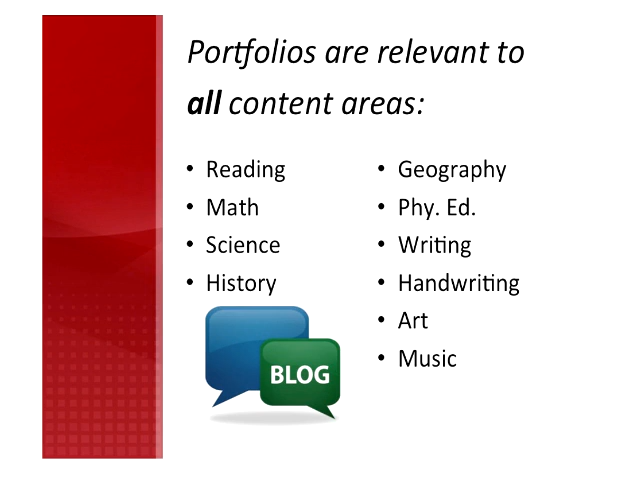 Portfolios are relevant to
all content areas:
• Reading
• Math
• Science
• History
• Geography
• Phy. Ed.
• Writing
• Handwriting
• Art
• Music
BLOG